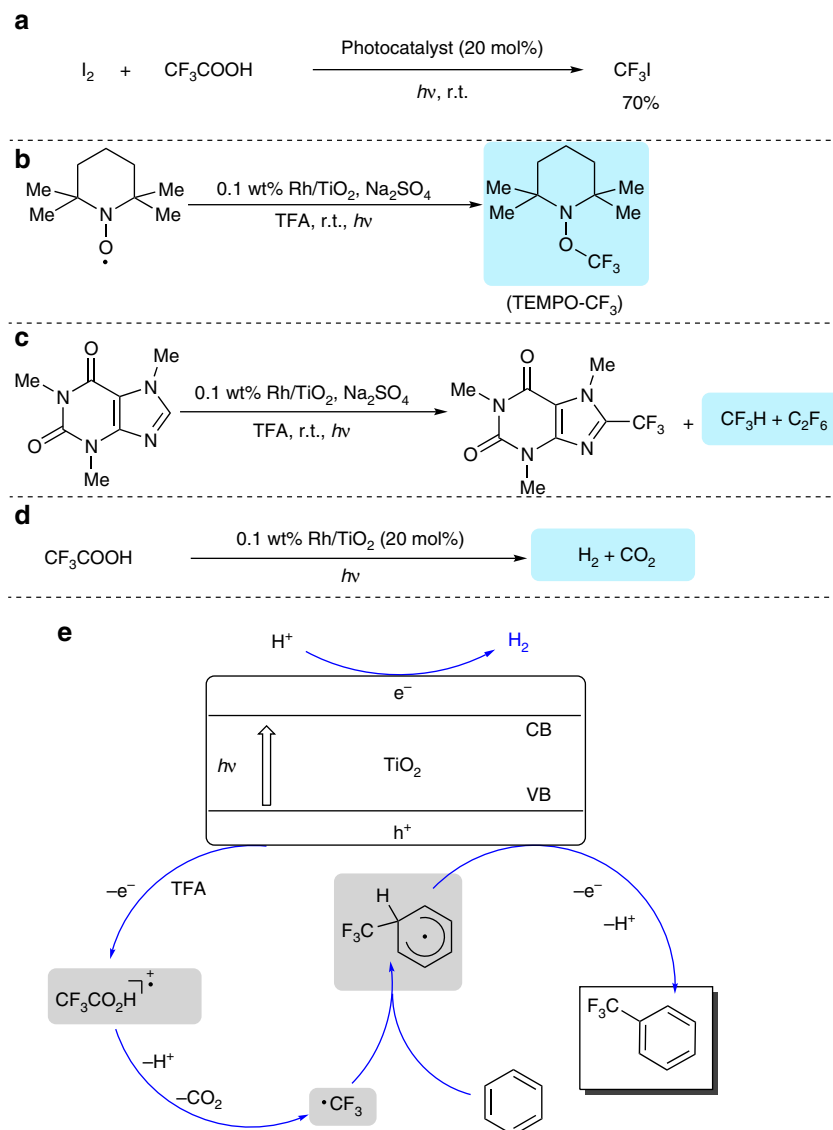 a
I₂ + CF₃COOH
Photocatalyst (20 mol%)
hν, r.t.
CF₃I
70%
b
Me
Me
Me
Me
N
O
•
0.1 wt% Rh/TiO₂, Na₂SO₄
TFA, r.t., hν
Me
Me
Me
Me
N
O
CF₃
(TEMPO-CF₃)
c
O
Me
Me
N
N
O
N
N
Me
0.1 wt% Rh/TiO₂, Na₂SO₄
TFA, r.t., hν
O
Me
Me
N
N
CF₃
O
N
N
Me
+
CF₃H + C₂F₆
d
CF₃COOH
0.1 wt% Rh/TiO₂ (20 mol%)
hν
H₂ + CO₂
e
H⁺
H₂
e⁻
CB
hν
TiO₂
VB
h⁺
–e⁻
TFA
H
F₃C
•
–e⁻
–H⁺
CF₃CO₂H
+
•
F₃C
–H⁺
–CO₂
•CF₃